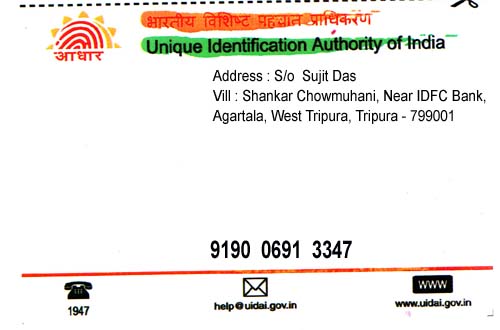 भारतीय विशिष्ट पहचान प्राधिकरण
Unique Identification Authority of India
आधार
Address : S/o Sujit Das
Vill : Shankar Chowmuhani, Near IDFC Bank,
Agartala, West Tripura, Tripura - 799001
9190 0691 3347
1947
help@uidai.gov.in
WWW
www.uidai.gov.in